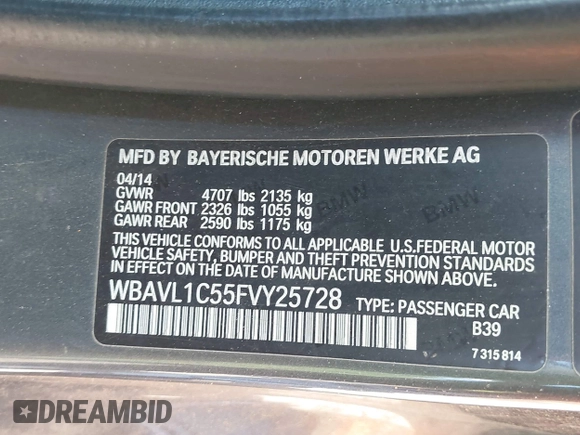 MFD BY BAYERISCHE MOTOREN WERKE AG
04/14
GVWR 4707 lbs 2135 kg
GAWR FRONT 2326 lbs 1055 kg
GAWR REAR 2590 lbs 1175 kg
THIS VEHICLE CONFORMS TO ALL APPLICABLE U.S.FEDERAL MOTOR
VEHICLE SAFETY, BUMPER AND THEFT PREVENTION STANDARDS
IN EFFECT ON THE DATE OF MANUFACTURE SHOWN ABOVE.
WBAVL1C55FVY25728 TYPE: PASSENGER CAR
B39
7 315 814
BMW
DREAMBID